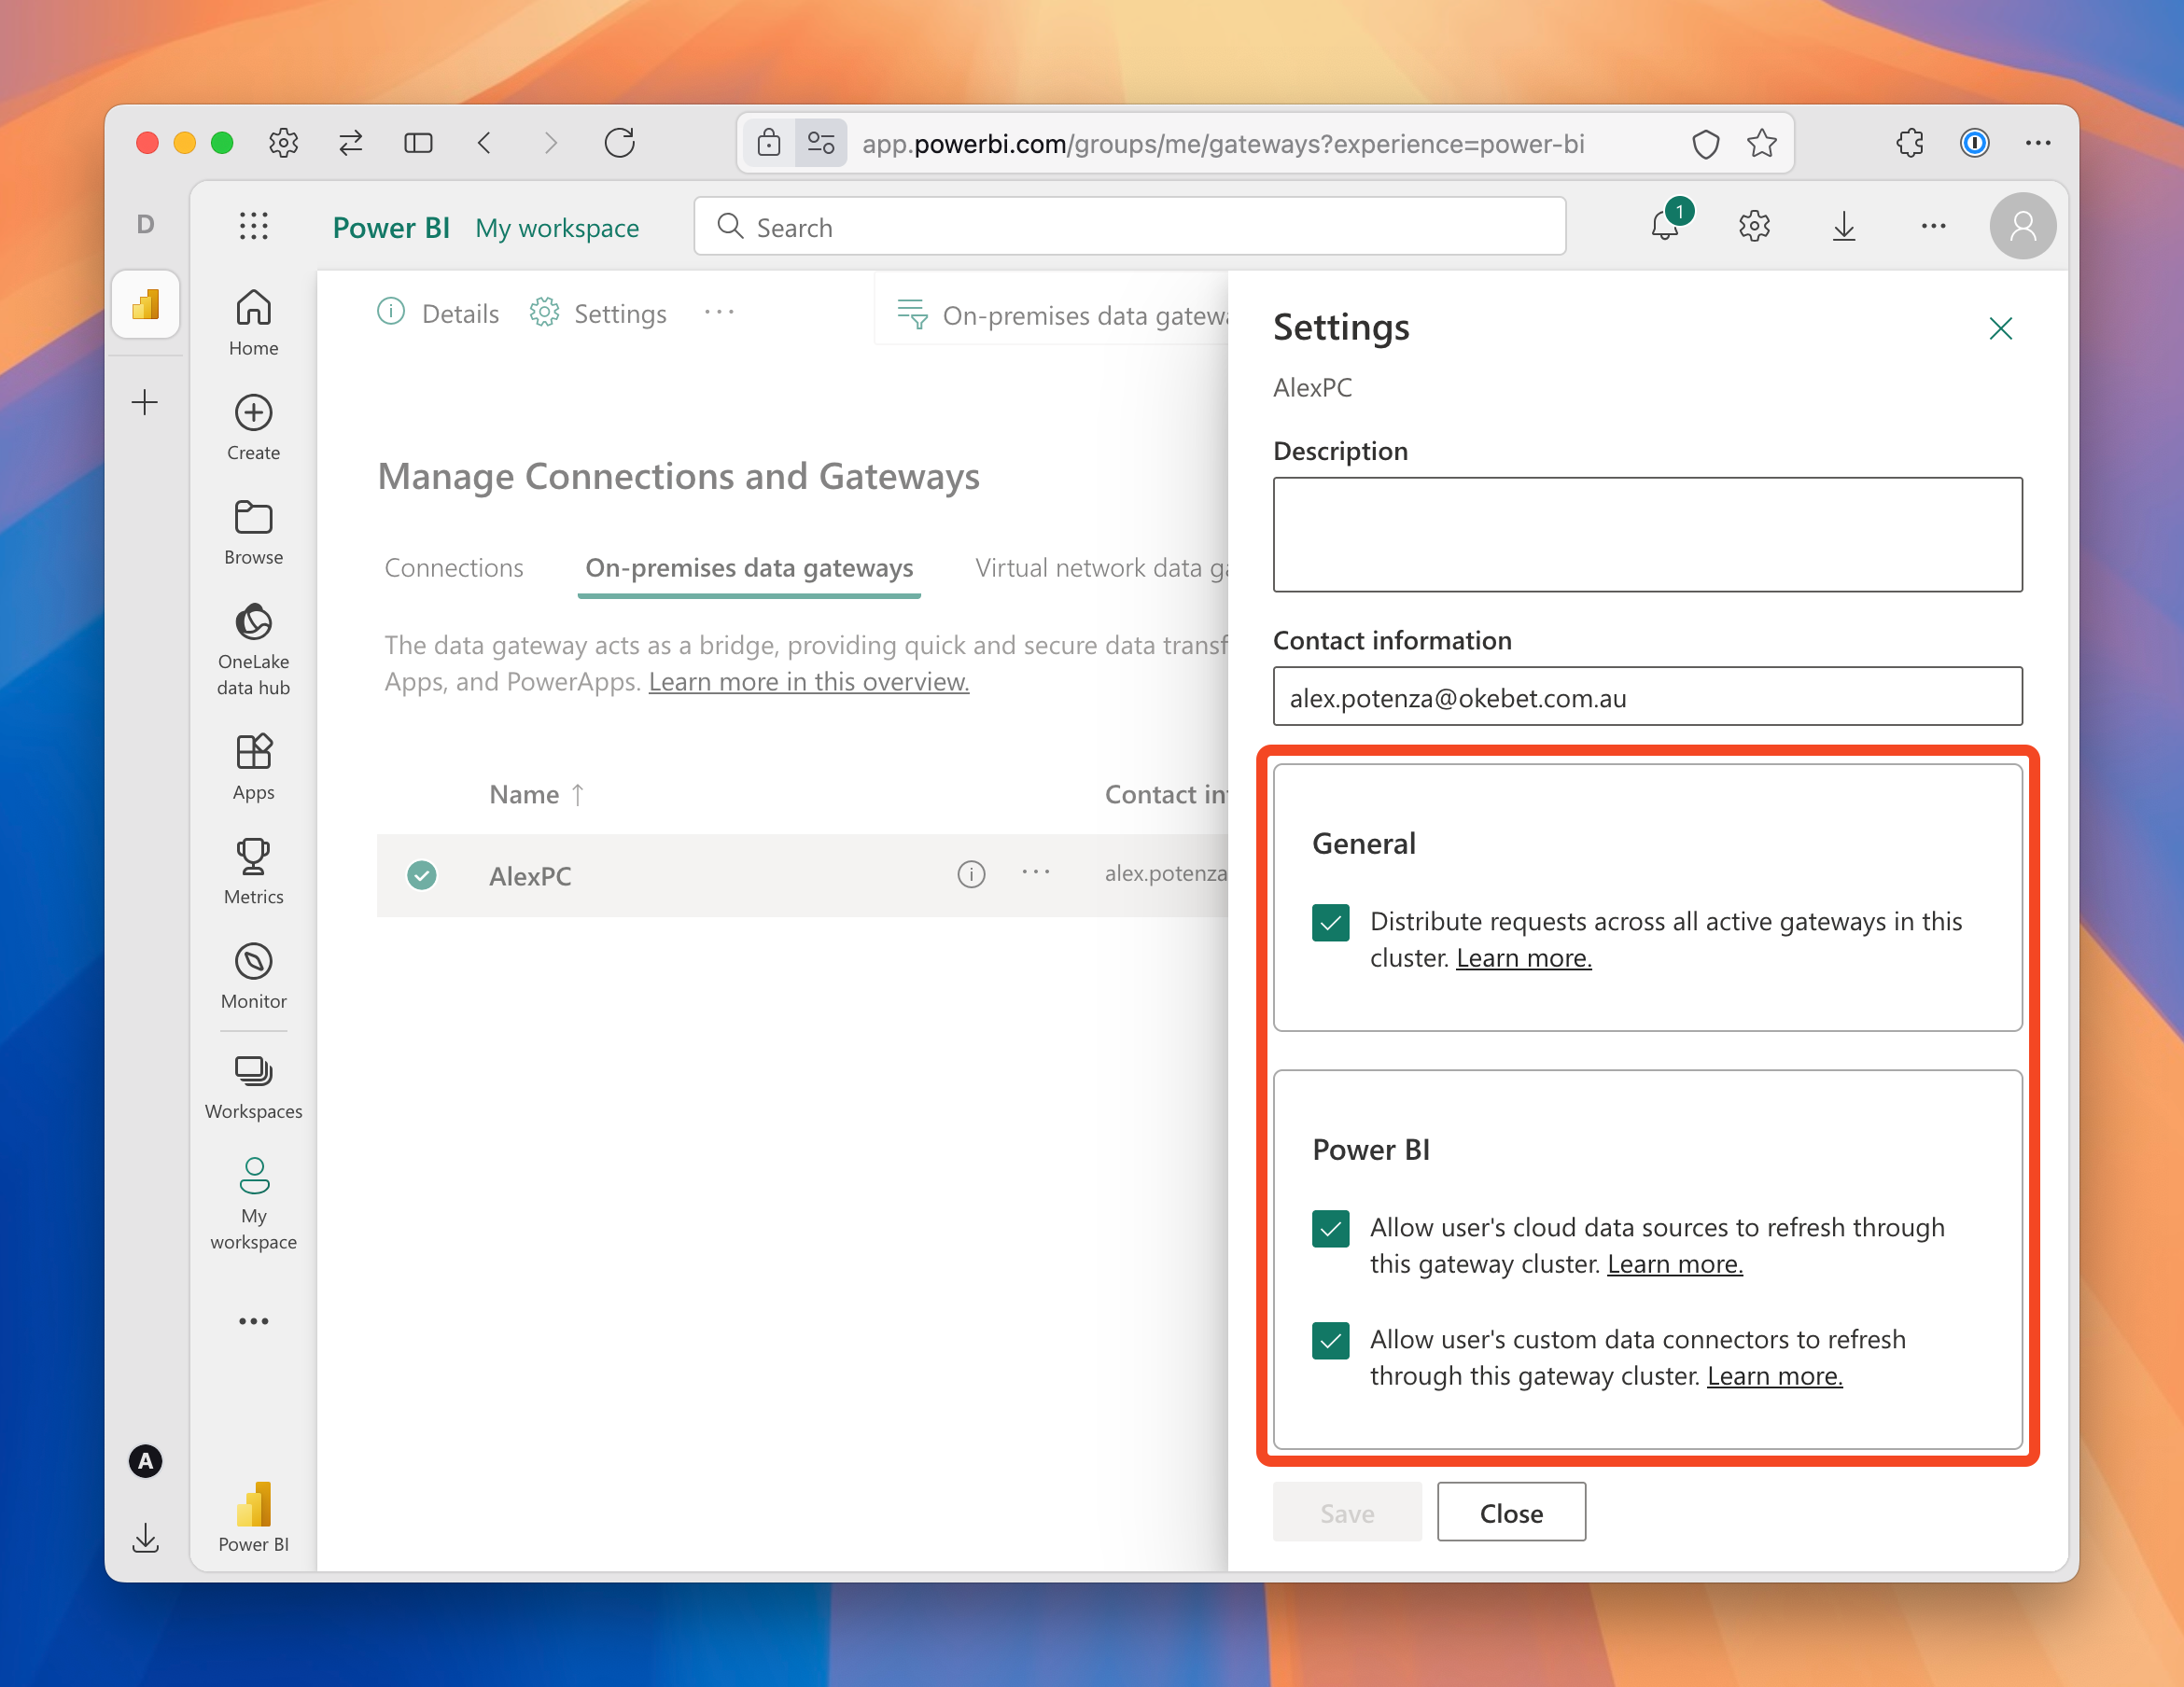 app.powerbi.com/groups/me/gateways?experience=power-bi
D
Power BI
My workspace
Search
1
Home
Create
Browse
OneLake
data hub
Apps
Metrics
Monitor
Workspaces
My
workspace
A
Power BI
Details
Settings
On-premises data
Manage Connections and Gateways
Connections
On-premises data gateways
Virtual network data
The data gateway acts as a bridge, providing quick and secure data
Apps, and PowerApps. Learn more in this overview.
Name ↑
Contact
AlexPC
alex.potenza
Settings
AlexPC
Description
Contact information
alex.potenza@okebet.com.au
General
Distribute requests across all active gateways in this
cluster. Learn more.
Power BI
Allow user's cloud data sources to refresh through
this gateway cluster. Learn more.
Allow user's custom data connectors to refresh
through this gateway cluster. Learn more.
Save
Close